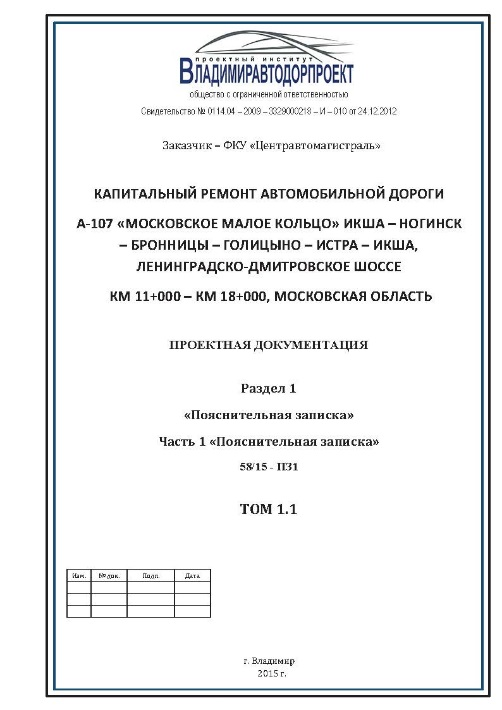 проектный институт
ВЛАДИМИРАВТОДОРПРОЕКТ
общество с ограниченной ответственностью
Свидетельство № 0114.04 – 2009 – 3329000218 – И – 010 от 24.12.2012
Заказчик – ФКУ «Центравтомагистраль»
КАПИТАЛЬНЫЙ РЕМОНТ АВТОМОБИЛЬНОЙ ДОРОГИ
А-107 «МОСКОВСКОЕ МАЛОЕ КОЛЬЦО» ИКША – НОГИНСК
– БРОННИЦЫ – ГОЛИЦЫНО – ИСТРА – ИКША,
ЛЕНИНГРАДСКО-ДМИТРОВСКОЕ ШОССЕ
КМ 11+000 – КМ 18+000, МОСКОВСКАЯ ОБЛАСТЬ
ПРОЕКТНАЯ ДОКУМЕНТАЦИЯ
Раздел 1
«Пояснительная записка»
Часть 1 «Пояснительная записка»
58/15 - ПЗ1
ТОМ 1.1
Изм. № док. Подп. Дата
г. Владимир
2015 г.